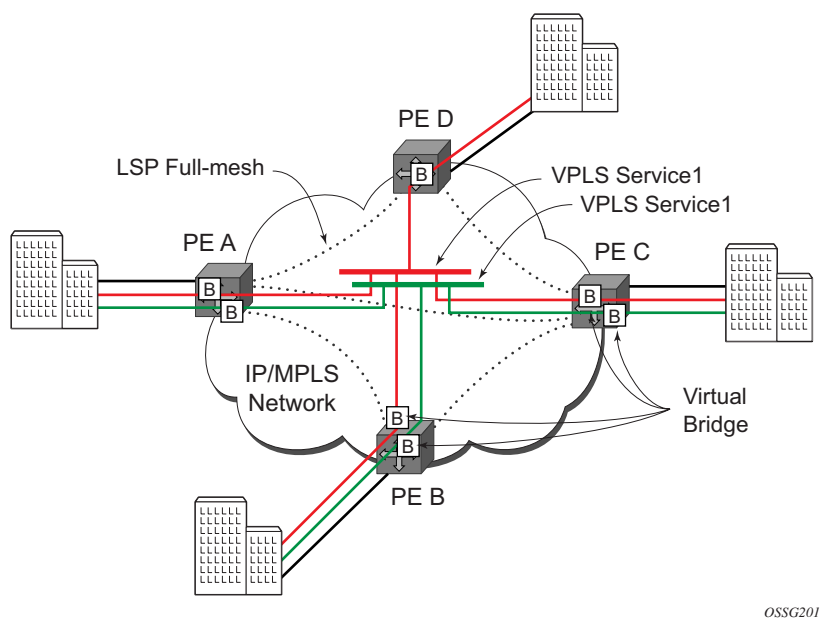 PE D
LSP Full-mesh
VPLS Service1
VPLS Service1
PE A
PE C
B
B
B
B
B
IP/MPLS
Network
Virtual
Bridge
B
B
PE B
OSSG201